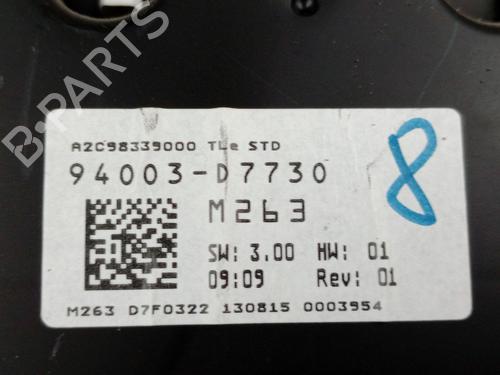 A2C98339000 TLe STD
94003-D7730
M263
8
SW: 3.00 HW: 01
09:09 Rev: 01
M263 D7F0322 130815 0003954
B-PARTS